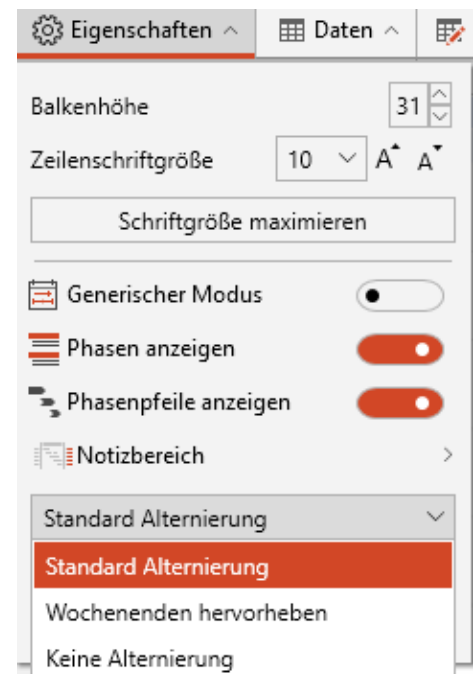 Eigenschaften Daten
Balkenhöhe 31
Zeilenschriftgröße 10 A A
Schriftgröße maximieren
Generischer Modus
Phasen anzeigen
Phasenpfeile anzeigen
Notizbereich
Standard Alternierung
Standard Alternierung
Wochenenden hervorheben
Keine Alternierung